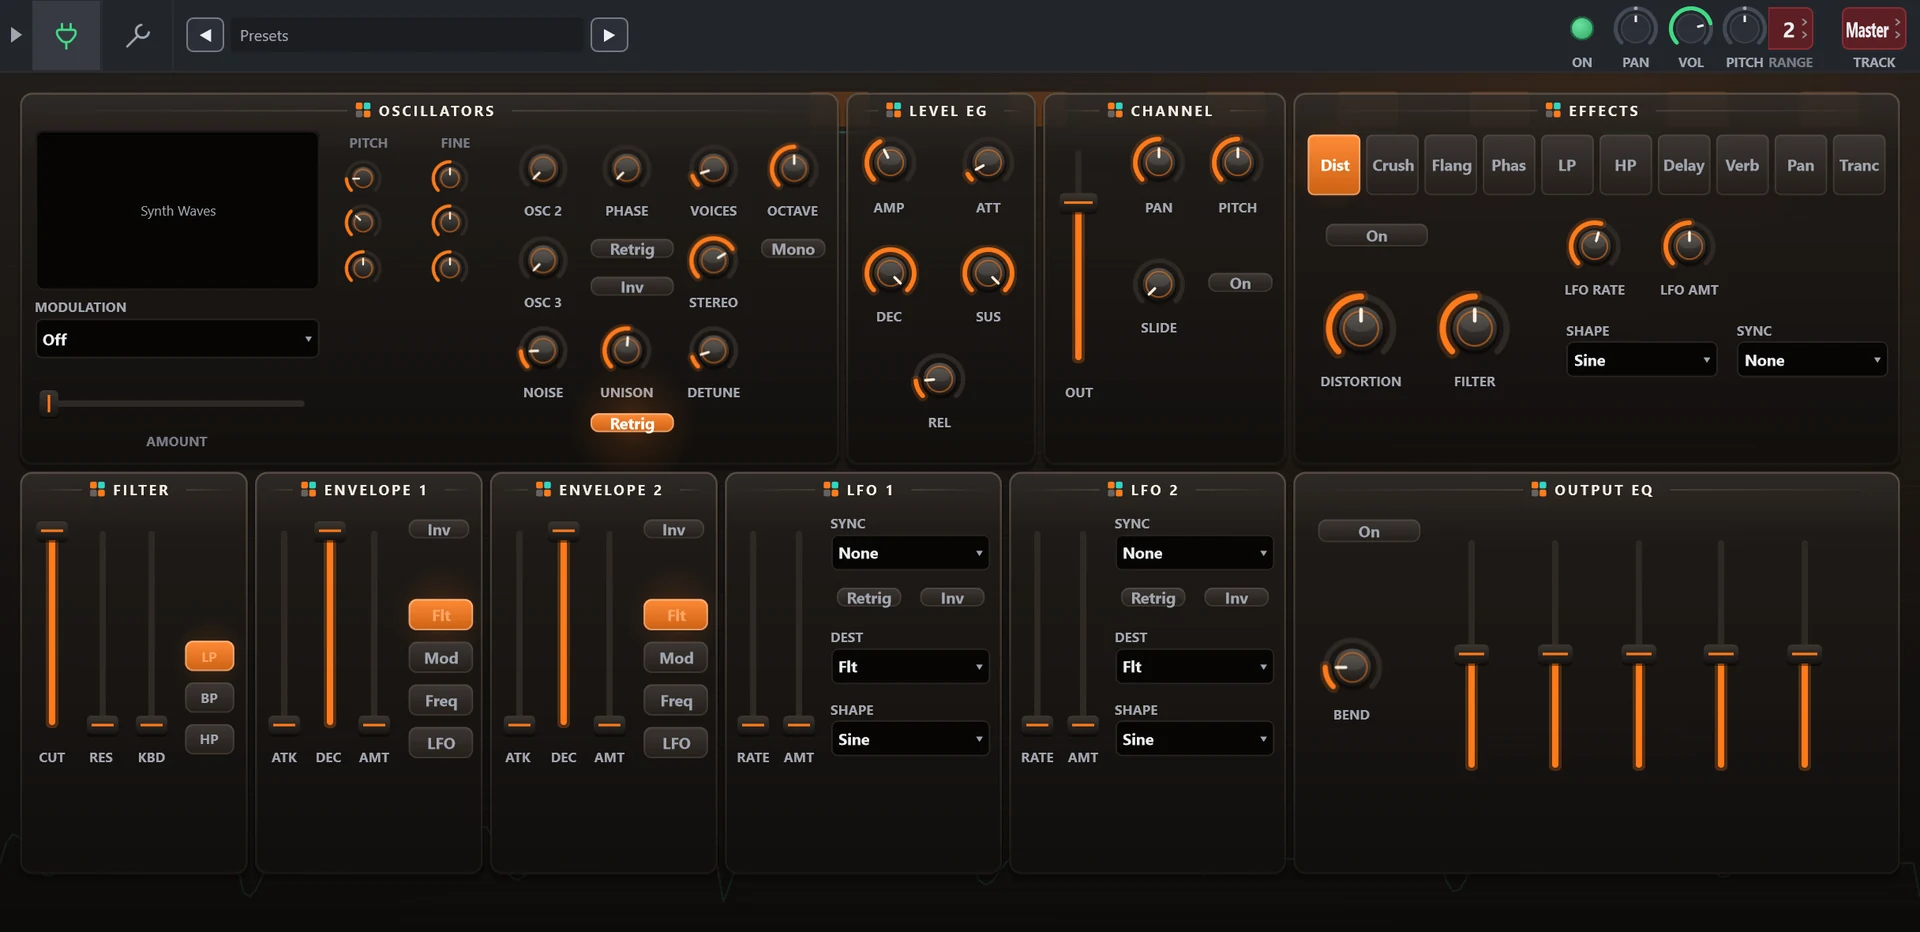 Presets
2
Master
ON
PAN
VOL
PITCH
RANGE
TRACK
OSCILLATORS
Synth Waves
PITCH
FINE
OSC 2
PHASE
VOICES
OCTAVE
Retrig
Mono
Inv
OSC 3
STEREO
MODULATION
Off
NOISE
UNISON
DETUNE
Retrig
AMOUNT
LEVEL EG
AMP
ATT
DEC
SUS
REL
CHANNEL
PAN
PITCH
On
SLIDE
OUT
EFFECTS
Dist
Crush
Flang
Phas
LP
HP
Delay
Verb
Pan
Tranc
On
LFO RATE
LFO AMT
DISTORTION
FILTER
SHAPE
Sine
SYNC
None
FILTER
LP
BP
HP
CUT
RES
KBD
ENVELOPE 1
Inv
Flt
Mod
Freq
LFO
ATK
DEC
AMT
ENVELOPE 2
Inv
Flt
Mod
Freq
LFO
ATK
DEC
AMT
LFO 1
SYNC
None
Retrig
Inv
DEST
Flt
SHAPE
Sine
RATE
AMT
LFO 2
SYNC
None
Retrig
Inv
DEST
Flt
SHAPE
Sine
RATE
AMT
OUTPUT EQ
On
BEND